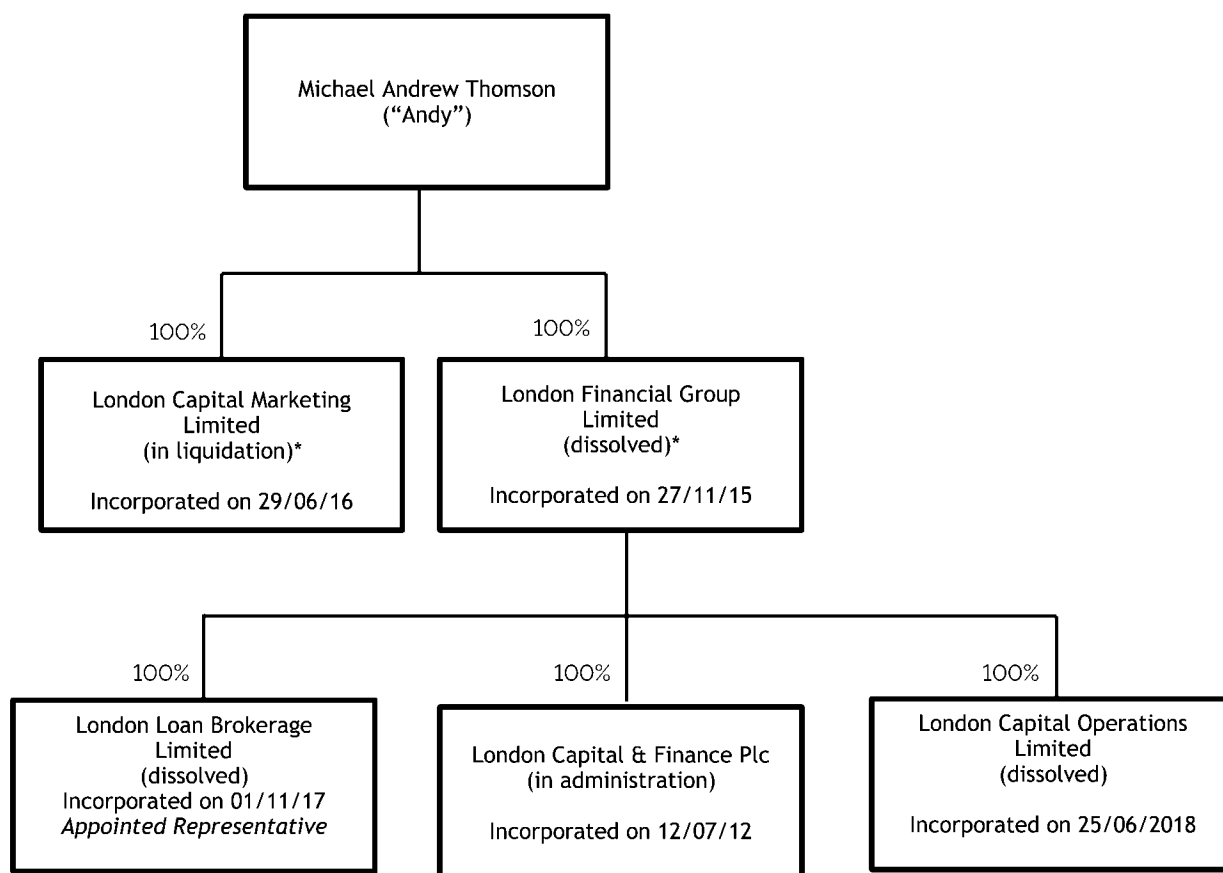 Michael Andrew Thomson
(“Andy”)
100%
100%
London Capital Marketing
Limited
(in liquidation)*
Incorporated on 29/06/16
London Financial Group
Limited
(dissolved)*
Incorporated on 27/11/15
100%
100%
100%
London Loan Brokerage
Limited
(dissolved)
Incorporated on 01/11/17
Appointed Representative
London Capital & Finance Plc
(in administration)
Incorporated on 12/07/12
London Capital Operations
Limited
(dissolved)
Incorporated on 25/06/2018